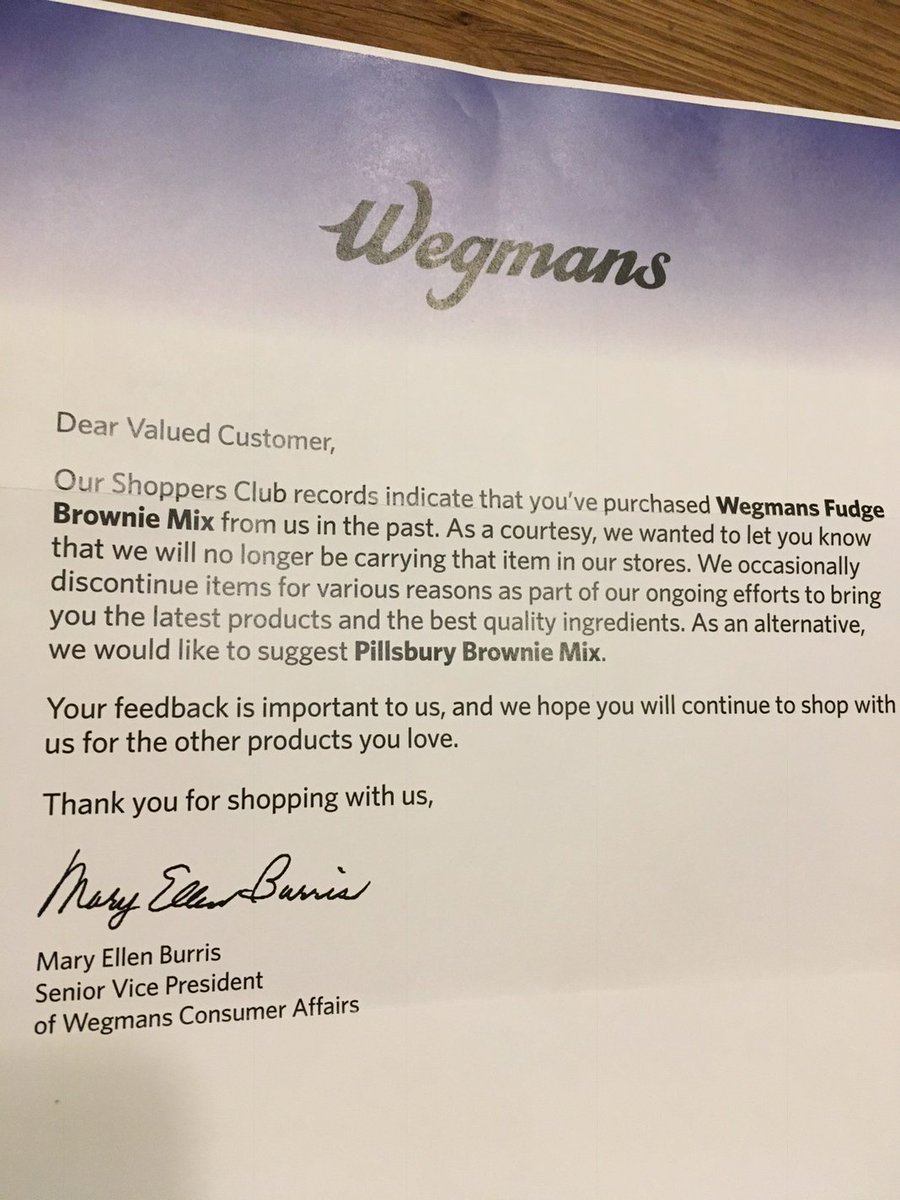 Wegmans
Dear Valued Customer,
Our Shoppers Club records indicate that you've purchased Wegmans Fudge
Brownie Mix from us in the past. As a courtesy, we wanted to let you know
that we will no longer be carrying that item in our stores. We occasionally
discontinue items for various reasons as part of our ongoing efforts to bring
you the latest products and the best quality ingredients. As an alternative,
we would like to suggest Pillsbury Brownie Mix.
Your feedback is important to us, and we hope you will continue to shop with
us for the other products you love.
Thank you for shopping with us,
Mary Ellen Burris
Mary Ellen Burris
Senior Vice President
of Wegmans Consumer Affairs